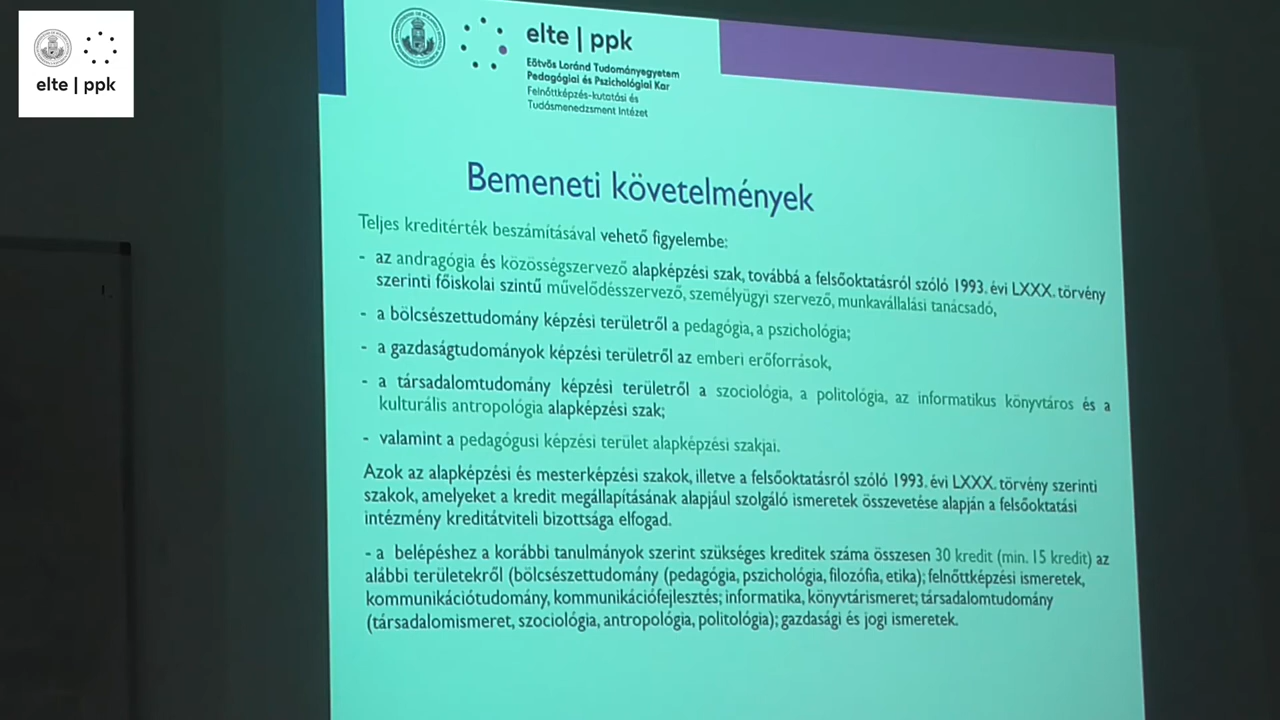 elte | ppk
elte | ppk
Eötvös Loránd Tudományegyetem
Pedagógiai és Pszichológiai Kar
Felnőttképzés-kutatási és
Tudásmenedzsment Intézet
Bemeneti követelmények
Teljes kreditérték beszámításával vehető figyelembe:
- az andragógia és közösségszervező alapképzési szak, továbbá a felsőoktatásról szóló 1993. évi LXXX. törvény
szerinti főiskolai szintű művelődésszervező, személyügyi szervező, munkavállalási tanácsadó,
- a bölcsészettudomány képzési területről a pedagógia, a pszichológia;
- a gazdaságtudományok képzési területről az emberi erőforrások,
- a társadalomtudomány képzési területről a szociológia, a politológia, az informatikus könyvtáros és a
kulturális antropológia alapképzési szak;
- valamint a pedagógusi képzési terület alapképzési szakjai.
Azok az alapképzési és mesterképzési szakok, illetve a felsőoktatásról szóló 1993. évi LXXX. törvény szerinti
szakok, amelyeket a kredit megállapításának alapjául szolgáló ismeretek összevetése alapján a felsőoktatási
intézmény kreditátviteli bizottsága elfogad.
- a belépéshez a korábbi tanulmányok szerint szükséges kreditek száma összesen 30 kredit (min. 15 kredit) az
alábbi területekről (bölcsészettudomány (pedagógia, pszichológia, filozófia, etika); felnőttképzési ismeretek,
kommunikációtudomány, kommunikációfejlesztés; informatika, könyvtárismeret; társadalomtudomány
(társadalomismeret, szociológia, antropológia, politológia); gazdasági és jogi ismeretek.